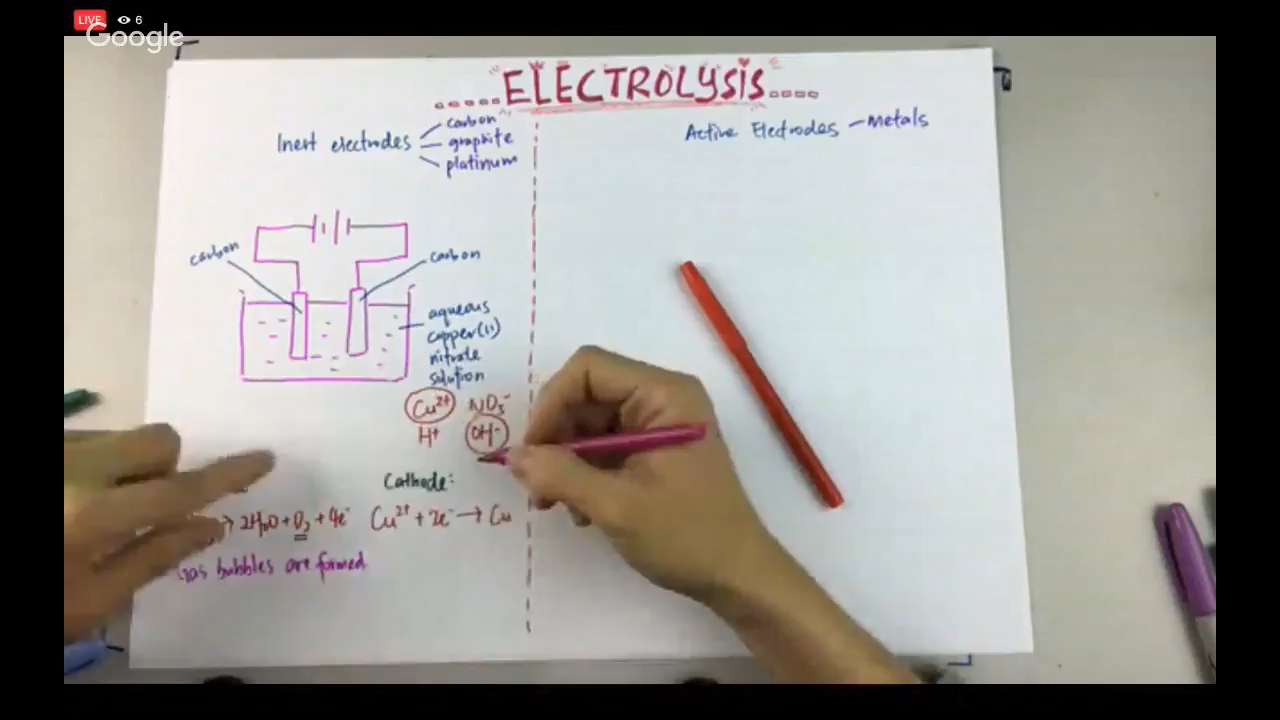 LIVE 6
Google
ELECTROLYSIS
Inert electrodes
carbon
graphite
platinum
Active Electrodes – Metals
carbon
carbon
aqueous
copper(II)
nitrate
solution
Cu²⁺ NO₃⁻
H⁺ OH⁻
Cathode:
→ 2H₂O + O₂ + 4e⁻
Cu²⁺ + 2e⁻ → Cu
Gas bubbles are formed